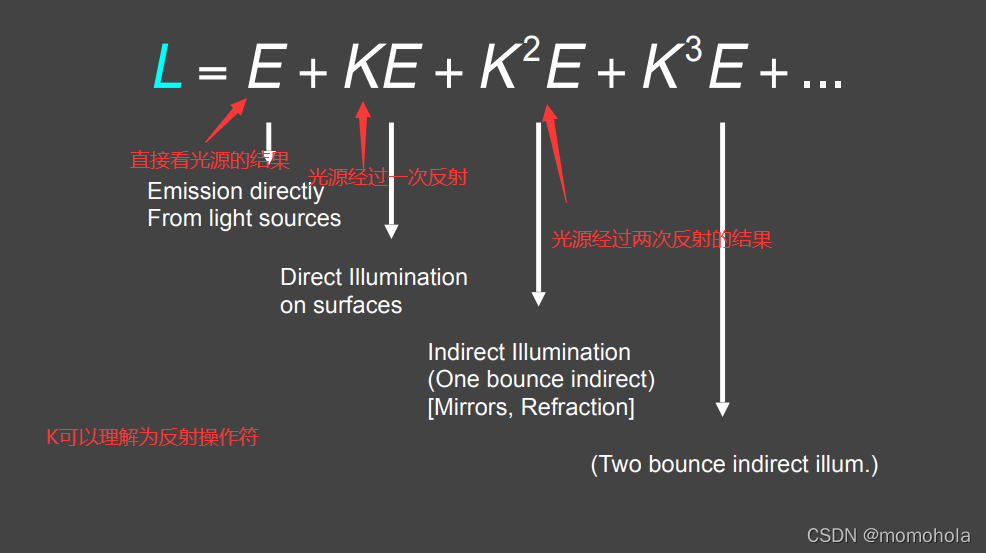 L = E + KE + K²E + K³E + ...
直接看光源的结果
光源经过一次反射
Emission directly
From light sources
光源经过两次反射的结果
Direct Illumination
on surfaces
Indirect Illumination
(One bounce indirect)
[Mirrors, Refraction]
K可以理解为反射操作符
(Two bounce indirect illum.)
CSDN @momohola